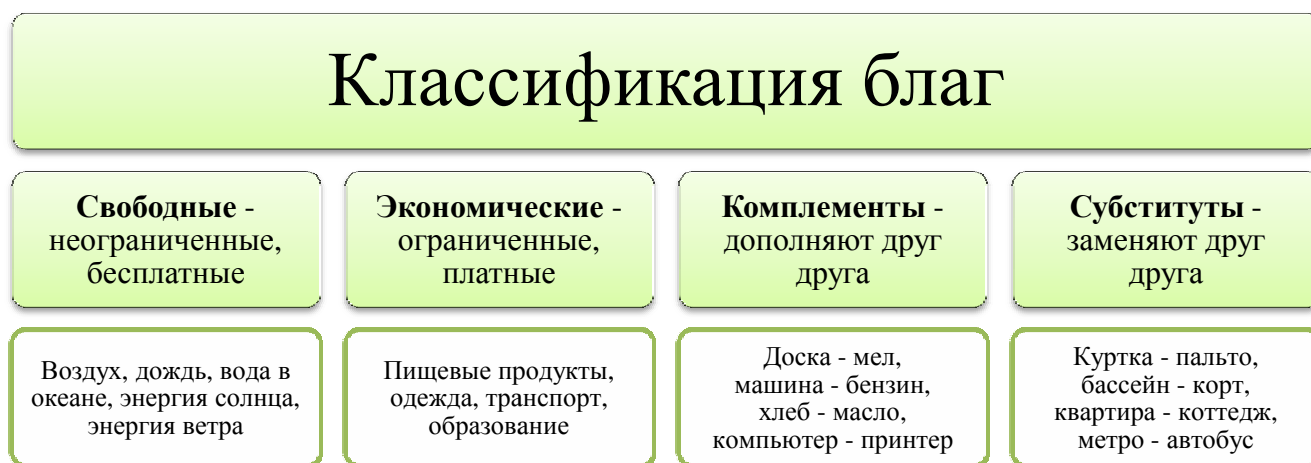 Классификация благ
Свободные -
неограниченные,
бесплатные
Экономические -
ограниченные,
платные
Комплементы -
дополняют друг
друга
Субституты -
заменяют друг
друга
Воздух, дождь, вода в
океане, энергия солнца,
энергия ветра
Пищевые продукты,
одежда, транспорт,
образование
Доска - мел,
машина - бензин,
хлеб - масло,
компьютер - принтер
Куртка - пальто,
бассейн - корт,
квартира - коттедж,
метро - автобус